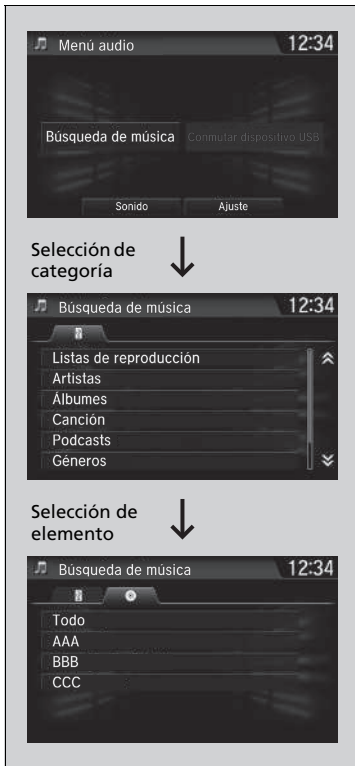 Menú audio 12:34
Búsqueda de música Conmutar dispositivo USB
Sonido Ajuste
Selección de
categoría
Búsqueda de música 12:34
Listas de reproducción
Artistas
Álbumes
Canción
Podcasts
Géneros
Selección de
elemento
Búsqueda de música 12:34
Todo
AAA
BBB
CCC